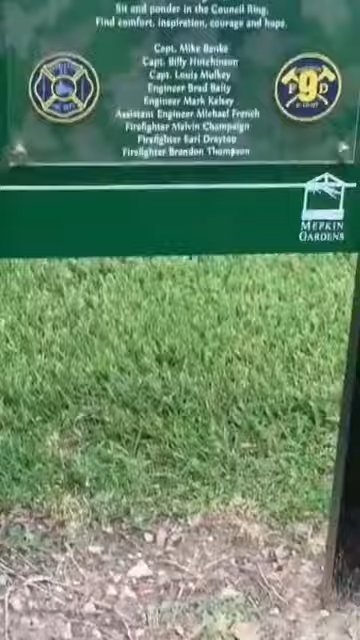 Sit and ponder in the Council Ring.
Find comfort, inspiration, courage and hope.
Capt. Mike Benke
Capt. Billy Hutchinson
Capt. Louis Mulkey
Engineer Brad Baity
Engineer Mark Kelsey
Assistant Engineer Michael French
Firefighter Melvin Champaign
Firefighter Earl Drayton
Firefighter Brandon Thompson
9
F D
MEPKIN
GARDENS